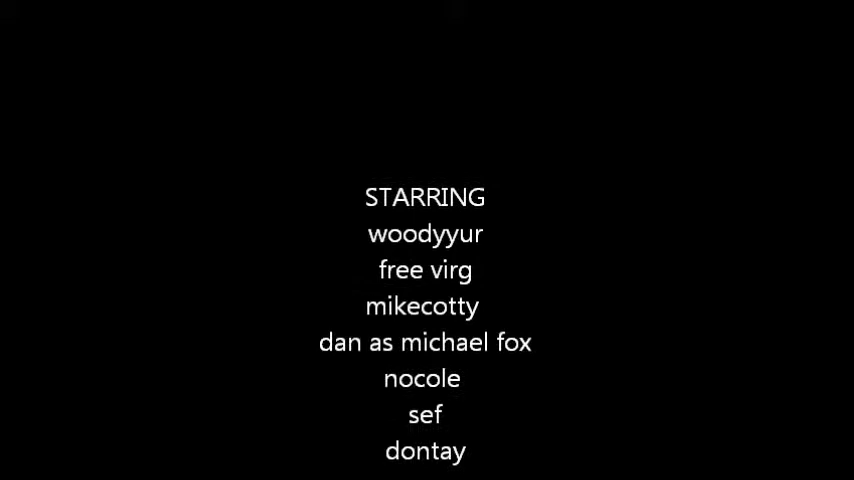 STARRING
woodyyur
free virg
mikecotty
dan as michael fox
nocole
sef
dontay